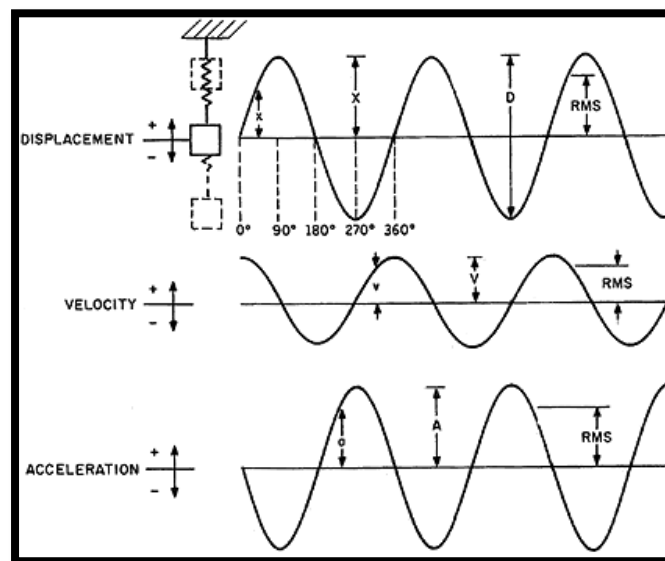 X
X
D
RMS
+
DISPLACEMENT
−
0° 90° 180° 270° 360°
v
V
RMS
VELOCITY
+
−
a
A
RMS
+
ACCELERATION
−